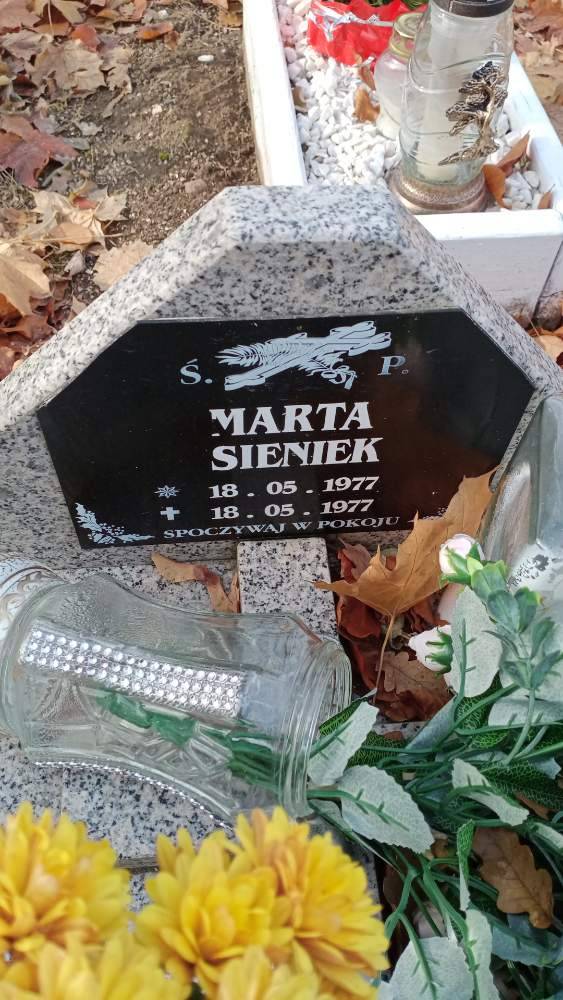 Ś. P.
MARTA
SIENIEK
18 . 05 . 1977
18 . 05 . 1977
SPOCZYWAJ W POKOJU